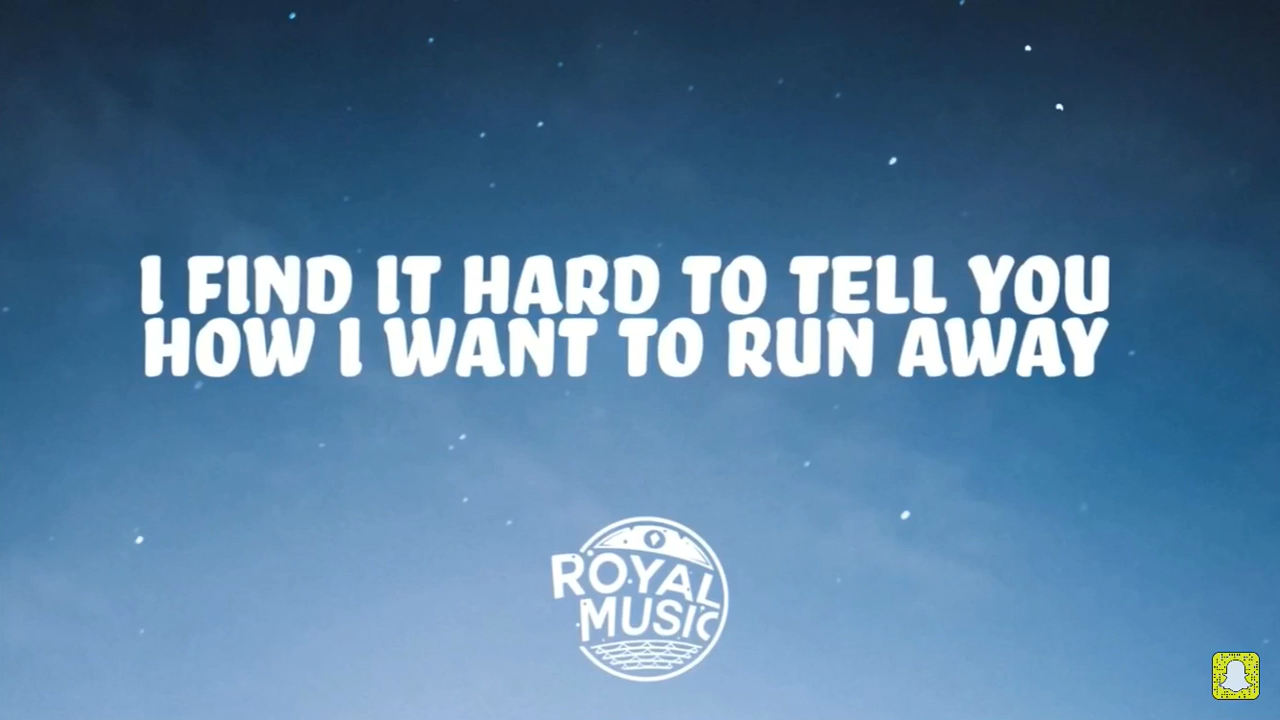 I FIND IT HARD TO TELL YOU
HOW I WANT TO RUN AWAY
ROYAL
MUSIC